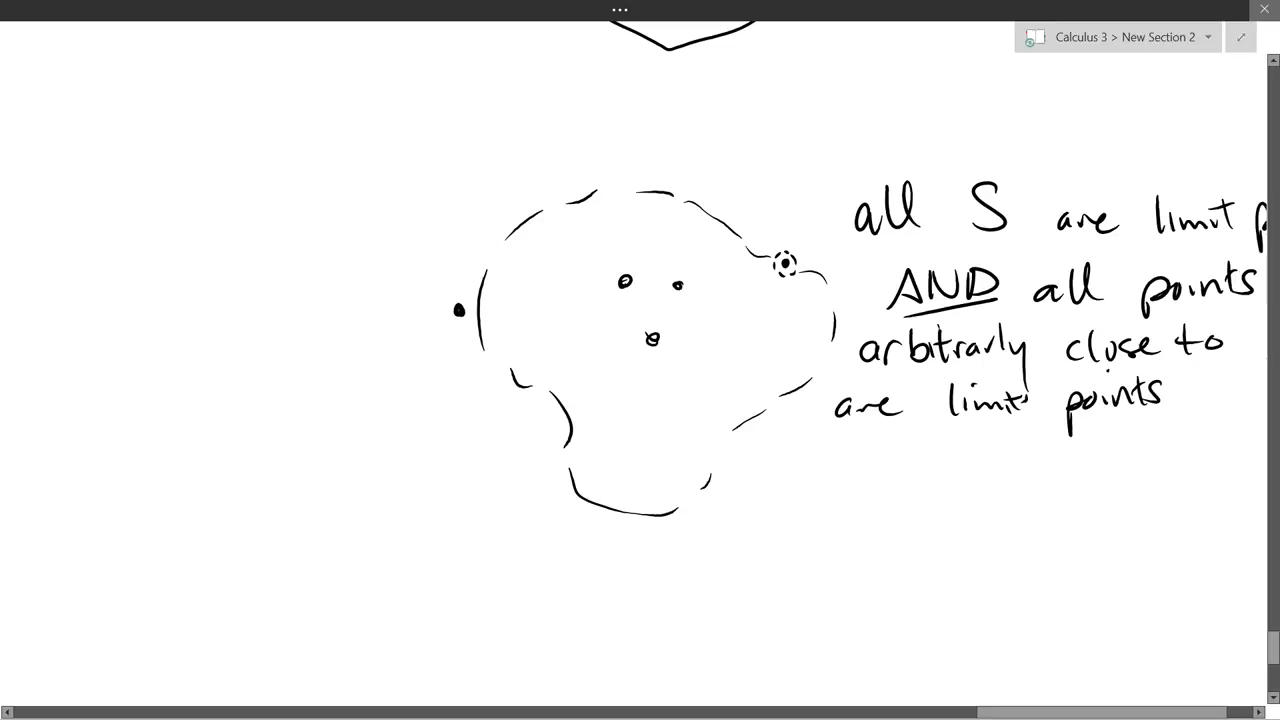 Calculus 3 > New Section 2
all S are limit
AND all points
arbitrarly close to
are limit points